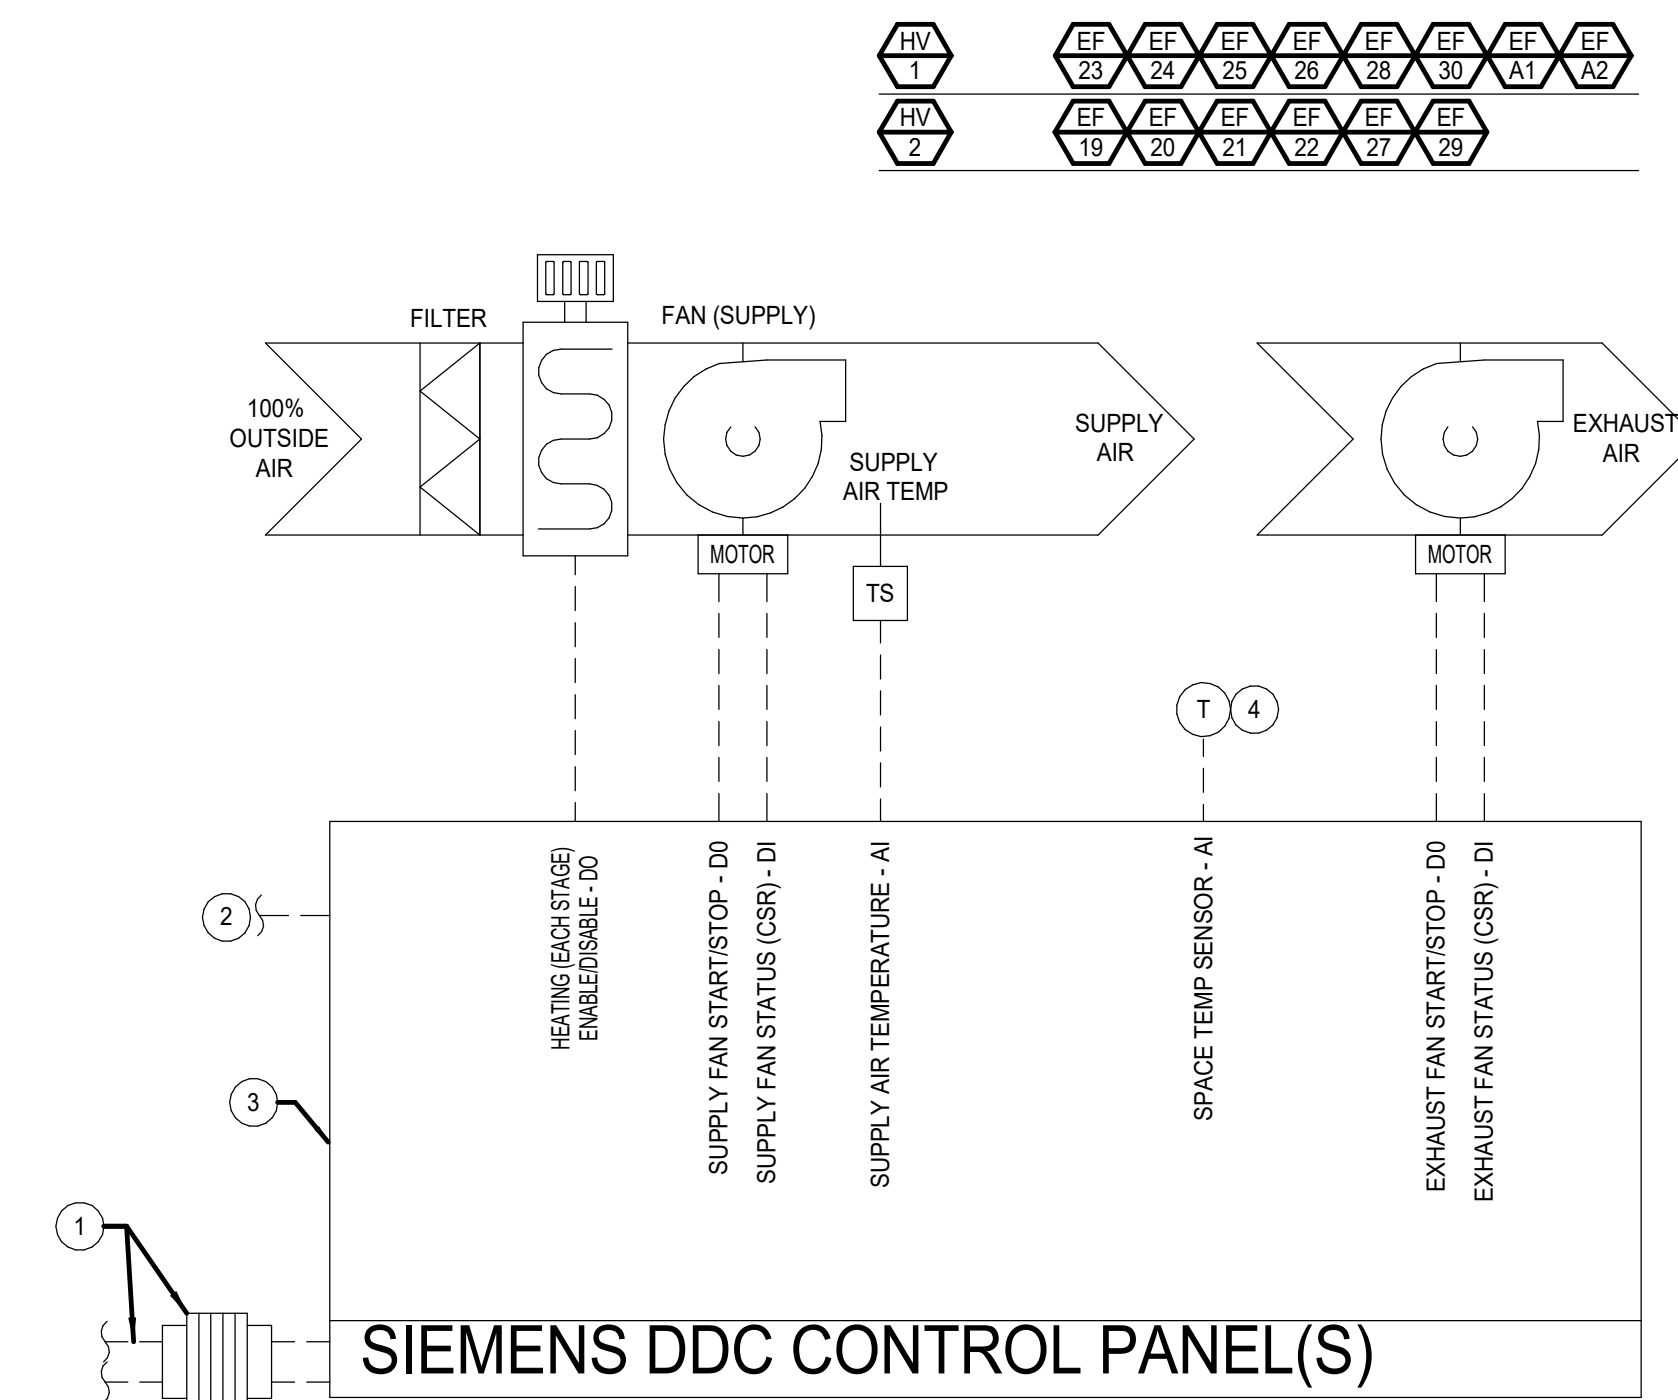 HV EF EF EF EF EF EF EF EF
1 23 24 25 26 28 30 A1 A2
HV EF EF EF EF EF EF
2 19 20 21 22 27 29
FILTER
FAN (SUPPLY)
100%
OUTSIDE
AIR
SUPPLY
AIR TEMP
SUPPLY
AIR
EXHAUST
AIR
MOTOR
TS
MOTOR
T 4
2
3
1
HEATING (EACH STAGE)
ENABLE/DISABLE - DO
SUPPLY FAN START/STOP - D0
SUPPLY FAN STATUS (CSR) - DI
SUPPLY AIR TEMPERATURE - AI
SPACE TEMP SENSOR - AI
EXHAUST FAN START/STOP - D0
EXHAUST FAN STATUS (CSR) - DI
SIEMENS DDC CONTROL PANEL(S)